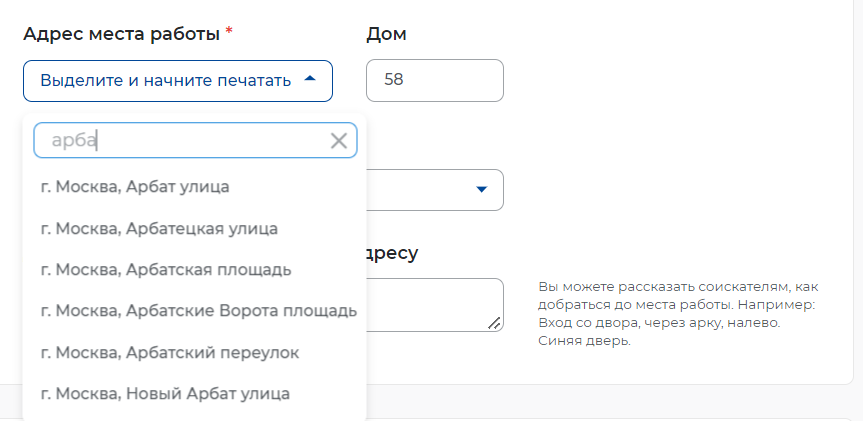 Адрес места работы *
Дом
Выделите и начните печатать
58
арба
г. Москва, Арбат улица
г. Москва, Арбатецкая улица
г. Москва, Арбатская площадь
г. Москва, Арбатские Ворота площадь
г. Москва, Арбатский переулок
г. Москва, Новый Арбат улица
дресу
Вы можете рассказать соискателям, как
добраться до места работы. Например:
Вход со двора, через арку, налево.
Синяя дверь.